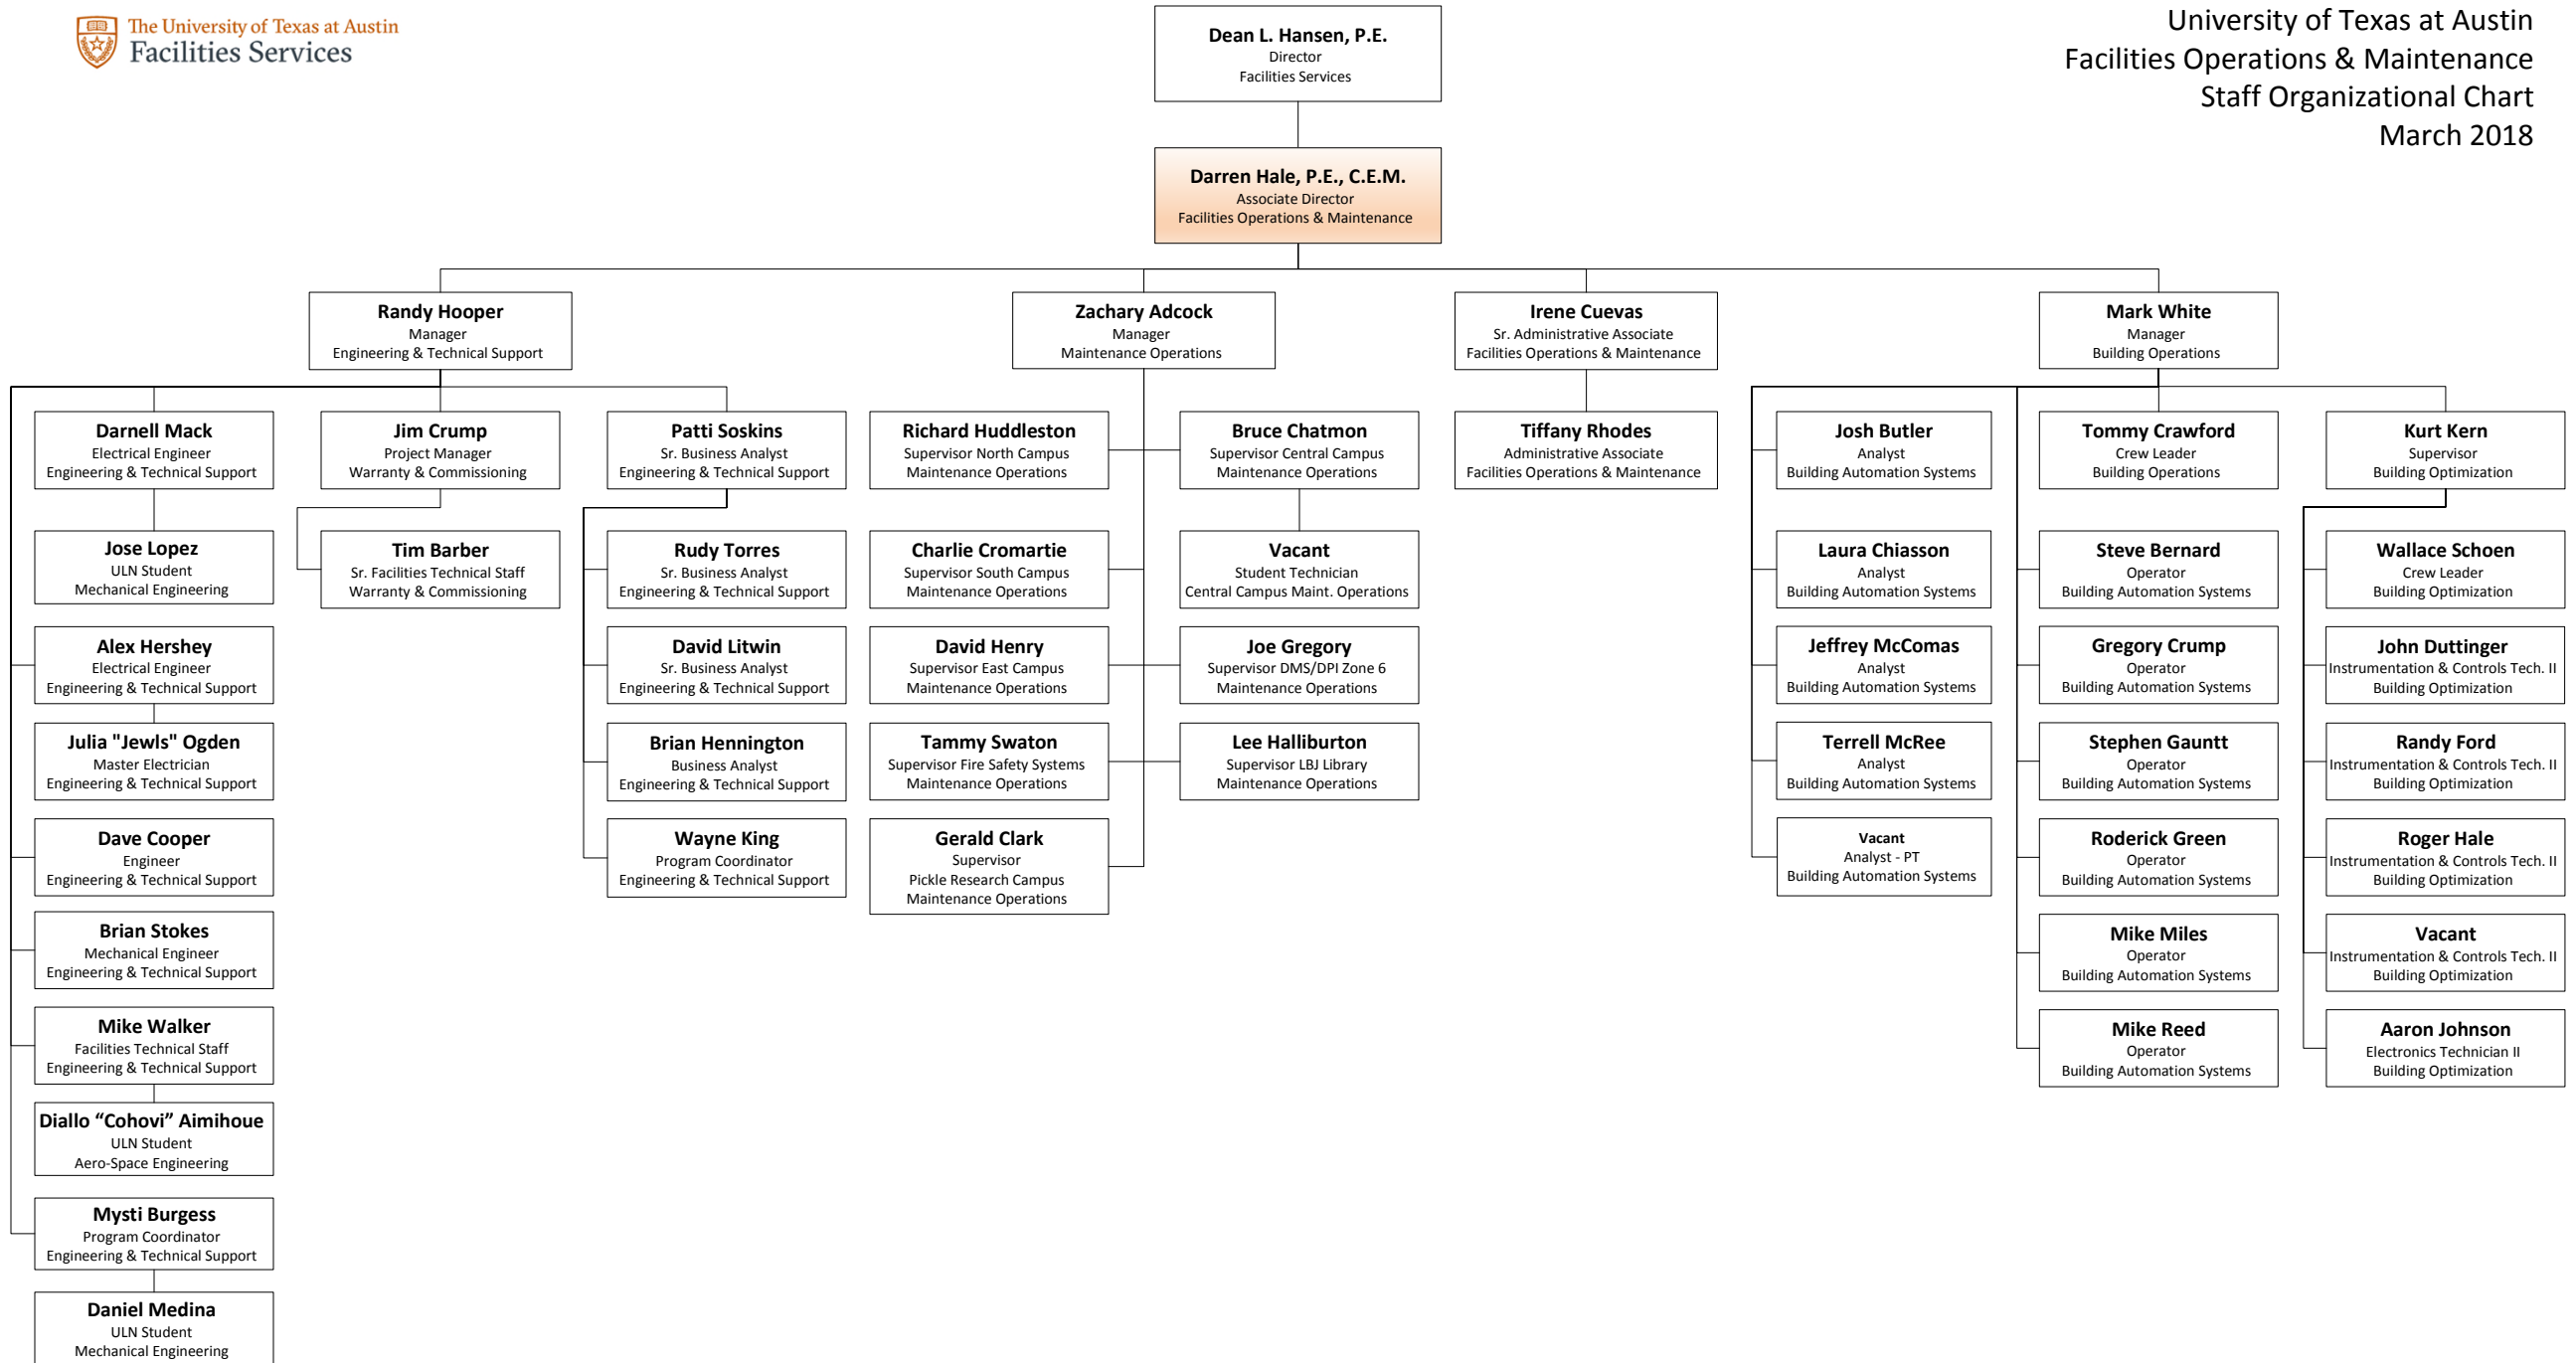 The University of Texas at Austin
Facilities Services
University of Texas at Austin
Facilities Operations & Maintenance
Staff Organizational Chart
March 2018
Dean L. Hansen, P.E.
Director
Facilities Services
Darren Hale, P.E., C.E.M.
Associate Director
Facilities Operations & Maintenance
Randy Hooper
Manager
Engineering & Technical Support
Zachary Adcock
Manager
Maintenance Operations
Irene Cuevas
Sr. Administrative Associate
Facilities Operations & Maintenance
Mark White
Manager
Building Operations
Darnell Mack
Electrical Engineer
Engineering & Technical Support
Jose Lopez
ULN Student
Mechanical Engineering
Alex Hershey
Electrical Engineer
Engineering & Technical Support
Julia "Jewls" Ogden
Master Electrician
Engineering & Technical Support
Dave Cooper
Engineer
Engineering & Technical Support
Brian Stokes
Mechanical Engineer
Engineering & Technical Support
Mike Walker
Facilities Technical Staff
Engineering & Technical Support
Diallo “Cohovi” Aimihoue
ULN Student
Aero-Space Engineering
Mysti Burgess
Program Coordinator
Engineering & Technical Support
Daniel Medina
ULN Student
Mechanical Engineering
Jim Crump
Project Manager
Warranty & Commissioning
Tim Barber
Sr. Facilities Technical Staff
Warranty & Commissioning
Patti Soskins
Sr. Business Analyst
Engineering & Technical Support
Rudy Torres
Sr. Business Analyst
Engineering & Technical Support
David Litwin
Sr. Business Analyst
Engineering & Technical Support
Brian Hennington
Business Analyst
Engineering & Technical Support
Wayne King
Program Coordinator
Engineering & Technical Support
Richard Huddleston
Supervisor North Campus
Maintenance Operations
Charlie Cromartie
Supervisor South Campus
Maintenance Operations
David Henry
Supervisor East Campus
Maintenance Operations
Tammy Swaton
Supervisor Fire Safety Systems
Maintenance Operations
Gerald Clark
Supervisor
Pickle Research Campus
Maintenance Operations
Bruce Chatmon
Supervisor Central Campus
Maintenance Operations
Vacant
Student Technician
Central Campus Maint. Operations
Joe Gregory
Supervisor DMS/DPI Zone 6
Maintenance Operations
Lee Halliburton
Supervisor LBJ Library
Maintenance Operations
Tiffany Rhodes
Administrative Associate
Facilities Operations & Maintenance
Josh Butler
Analyst
Building Automation Systems
Laura Chiasson
Analyst
Building Automation Systems
Jeffrey McComas
Analyst
Building Automation Systems
Terrell McRee
Analyst
Building Automation Systems
Vacant
Analyst - PT
Building Automation Systems
Tommy Crawford
Crew Leader
Building Operations
Steve Bernard
Operator
Building Automation Systems
Gregory Crump
Operator
Building Automation Systems
Stephen Gauntt
Operator
Building Automation Systems
Roderick Green
Operator
Building Automation Systems
Mike Miles
Operator
Building Automation Systems
Mike Reed
Operator
Building Automation Systems
Kurt Kern
Supervisor
Building Optimization
Wallace Schoen
Crew Leader
Building Optimization
John Duttinger
Instrumentation & Controls Tech. II
Building Optimization
Randy Ford
Instrumentation & Controls Tech. II
Building Optimization
Roger Hale
Instrumentation & Controls Tech. II
Building Optimization
Vacant
Instrumentation & Controls Tech. II
Building Optimization
Aaron Johnson
Electronics Technician II
Building Optimization